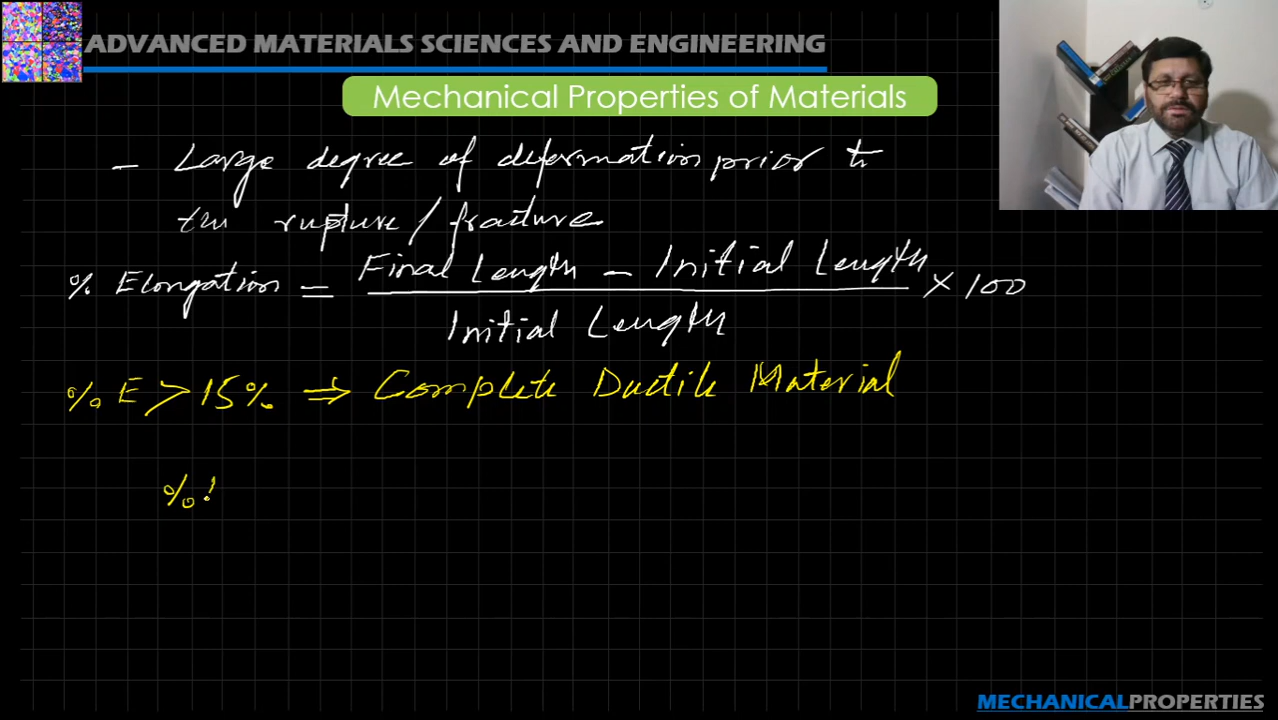 ADVANCED MATERIALS SCIENCES AND ENGINEERING
Mechanical Properties of Materials
- Large degree of deformation prior to
the rupture/fracture
% Elongation = Final Length - Initial Length / Initial Length × 100
% E > 15% ⇒ Complete Ductile Material
%
MECHANICALPROPERTIES